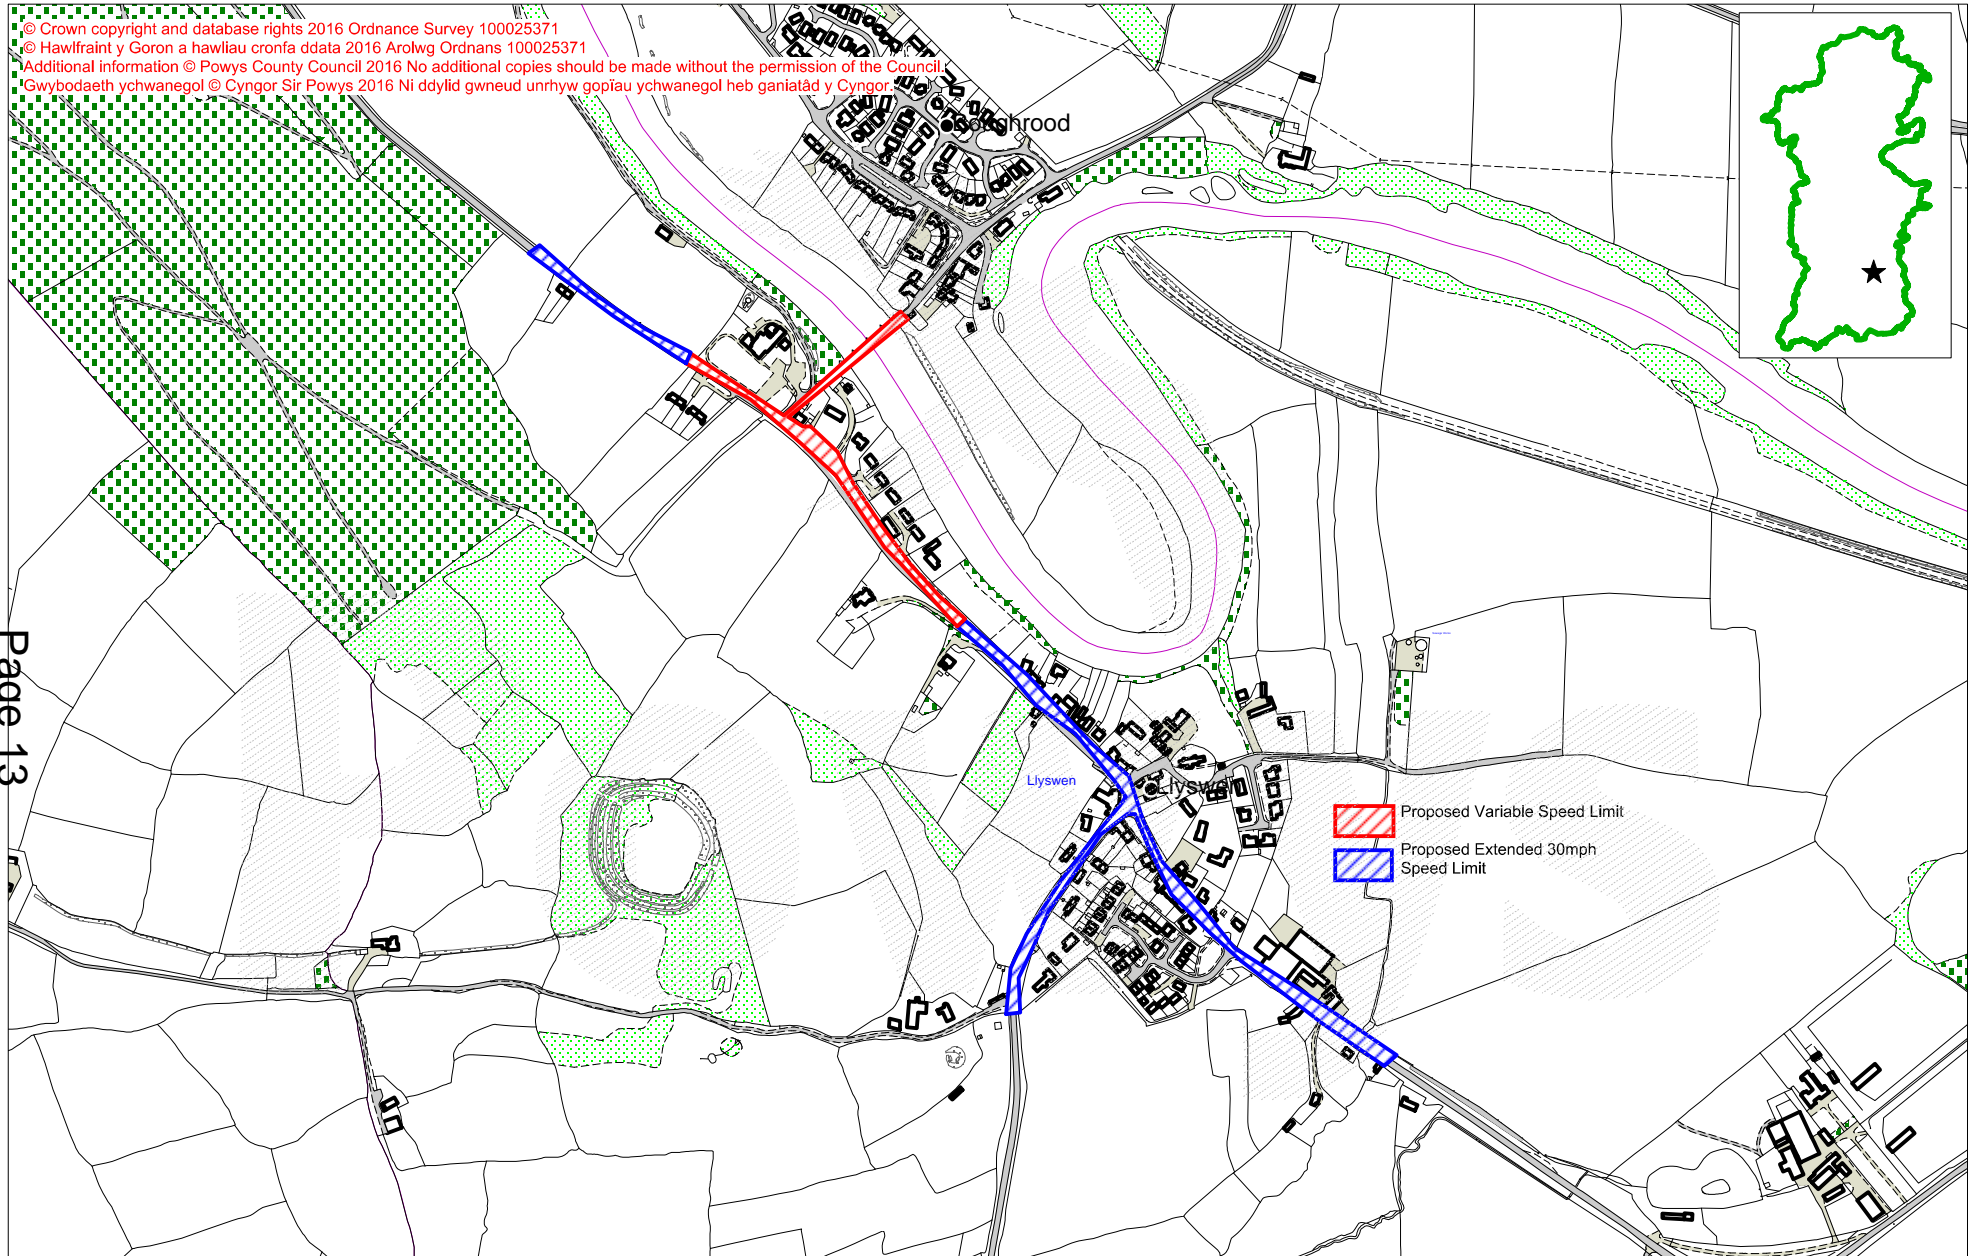 © Crown copyright and database rights 2016 Ordnance Survey 100025371
© Hawlfraint y Goron a hawliau cronfa ddata 2016 Arolwg Ordnans 100025371
Additional information © Powys County Council 2016 No additional copies should be made without the permission of the Council.
Gwybodaeth ychwanegol © Cyngor Sir Powys 2016 Ni ddylid gwneud unrhyw gopïau ychwanegol heb ganiatâd y Cyngor.
Boughrood
Page 13
Llyswen
Llyswen
Proposed Variable Speed Limit
Proposed Extended 30mph
Speed Limit